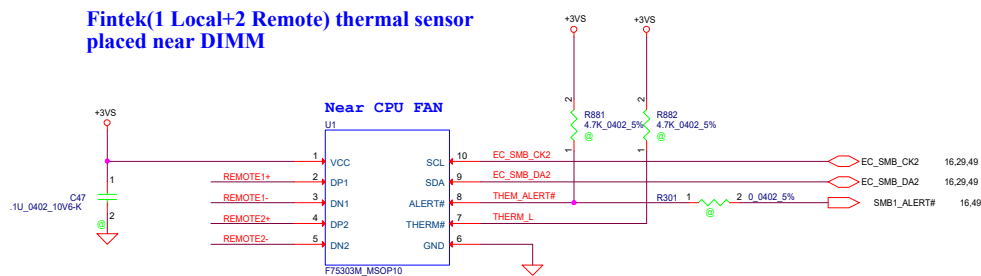 Fintek(1 Local+2 Remote) thermal sensor
placed near DIMM
+3VS
+3VS
Near CPU FAN
+3VS
U1
2
R881
4.7K_0402_5%
@
1
2
R882
4.7K_0402_5%
@
1
1
C47
.1U_0402_10V6-K
2
@
1 VCC
REMOTE1+ 2 DP1
REMOTE1- 3 DN1
REMOTE2+ 4 DP2
REMOTE2- 5 DN2
SCL 10 EC_SMB_CK2 EC_SMB_CK2 16,29,49
SDA 9 EC_SMB_DA2 EC_SMB_DA2 16,29,49
ALERT# 8 THEM_ALERT# R301 1 2 0_0402_5% SMB1_ALERT# 16,49
@
THERM# 7 THERM_L
GND 6
F75303M_MSOP10